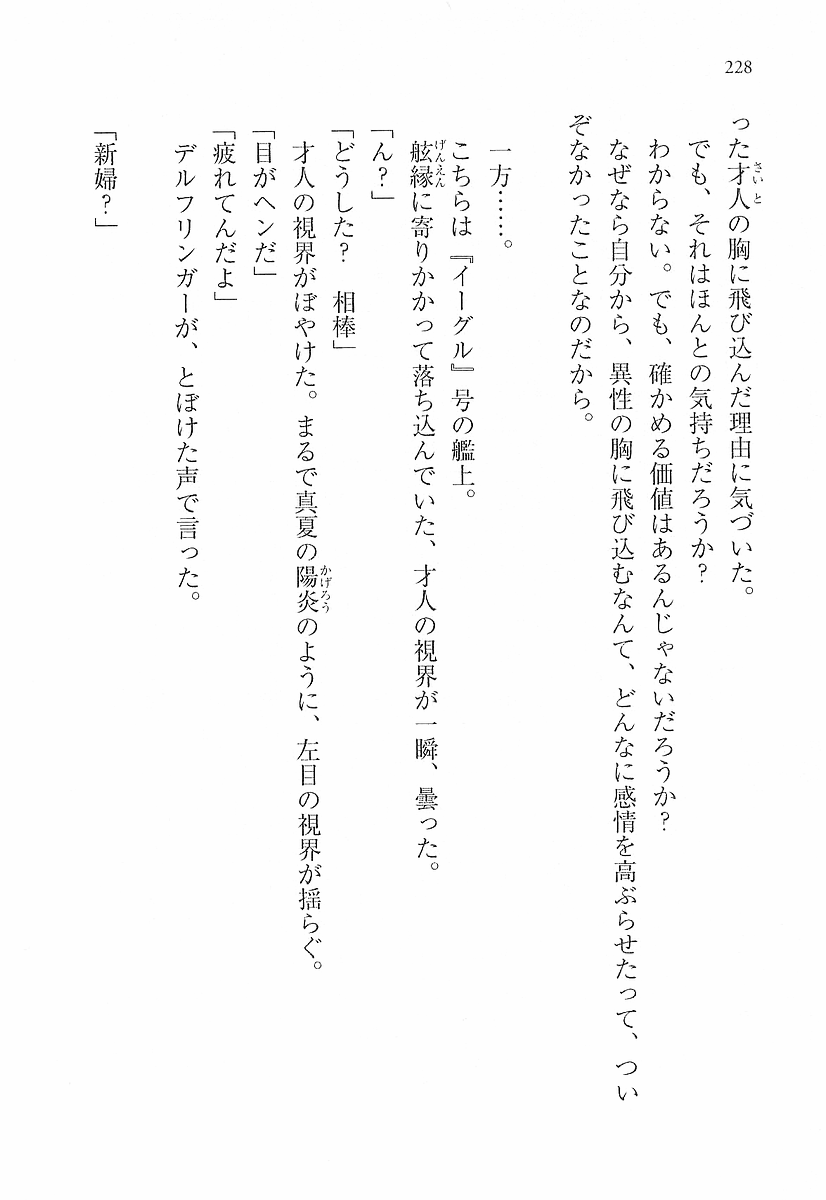 228
った才人の胸に飛び込んだ理由に気づいた。
でも、それはほんとの気持ちだろうか?
わからない。でも、確かめる価値はあるんじゃないだろうか?
なぜなら自分から、異性の胸に飛び込むなんて、どんなに感情を高ぶらせたって、つい
ぞなかったことなのだから。
一方……。
こちらは『イーグル』号の艦上。
舷縁に寄りかかって落ち込んでいた、才人の視界が一瞬、曇った。
「ん?」
「どうした? 相棒」
才人の視界がぼやけた。まるで真夏の陽炎のように、左目の視界が揺らぐ。
「目がヘンだ」
「疲れてんだよ」
デルフリンガーが、とぼけた声で言った。
「新婦?」